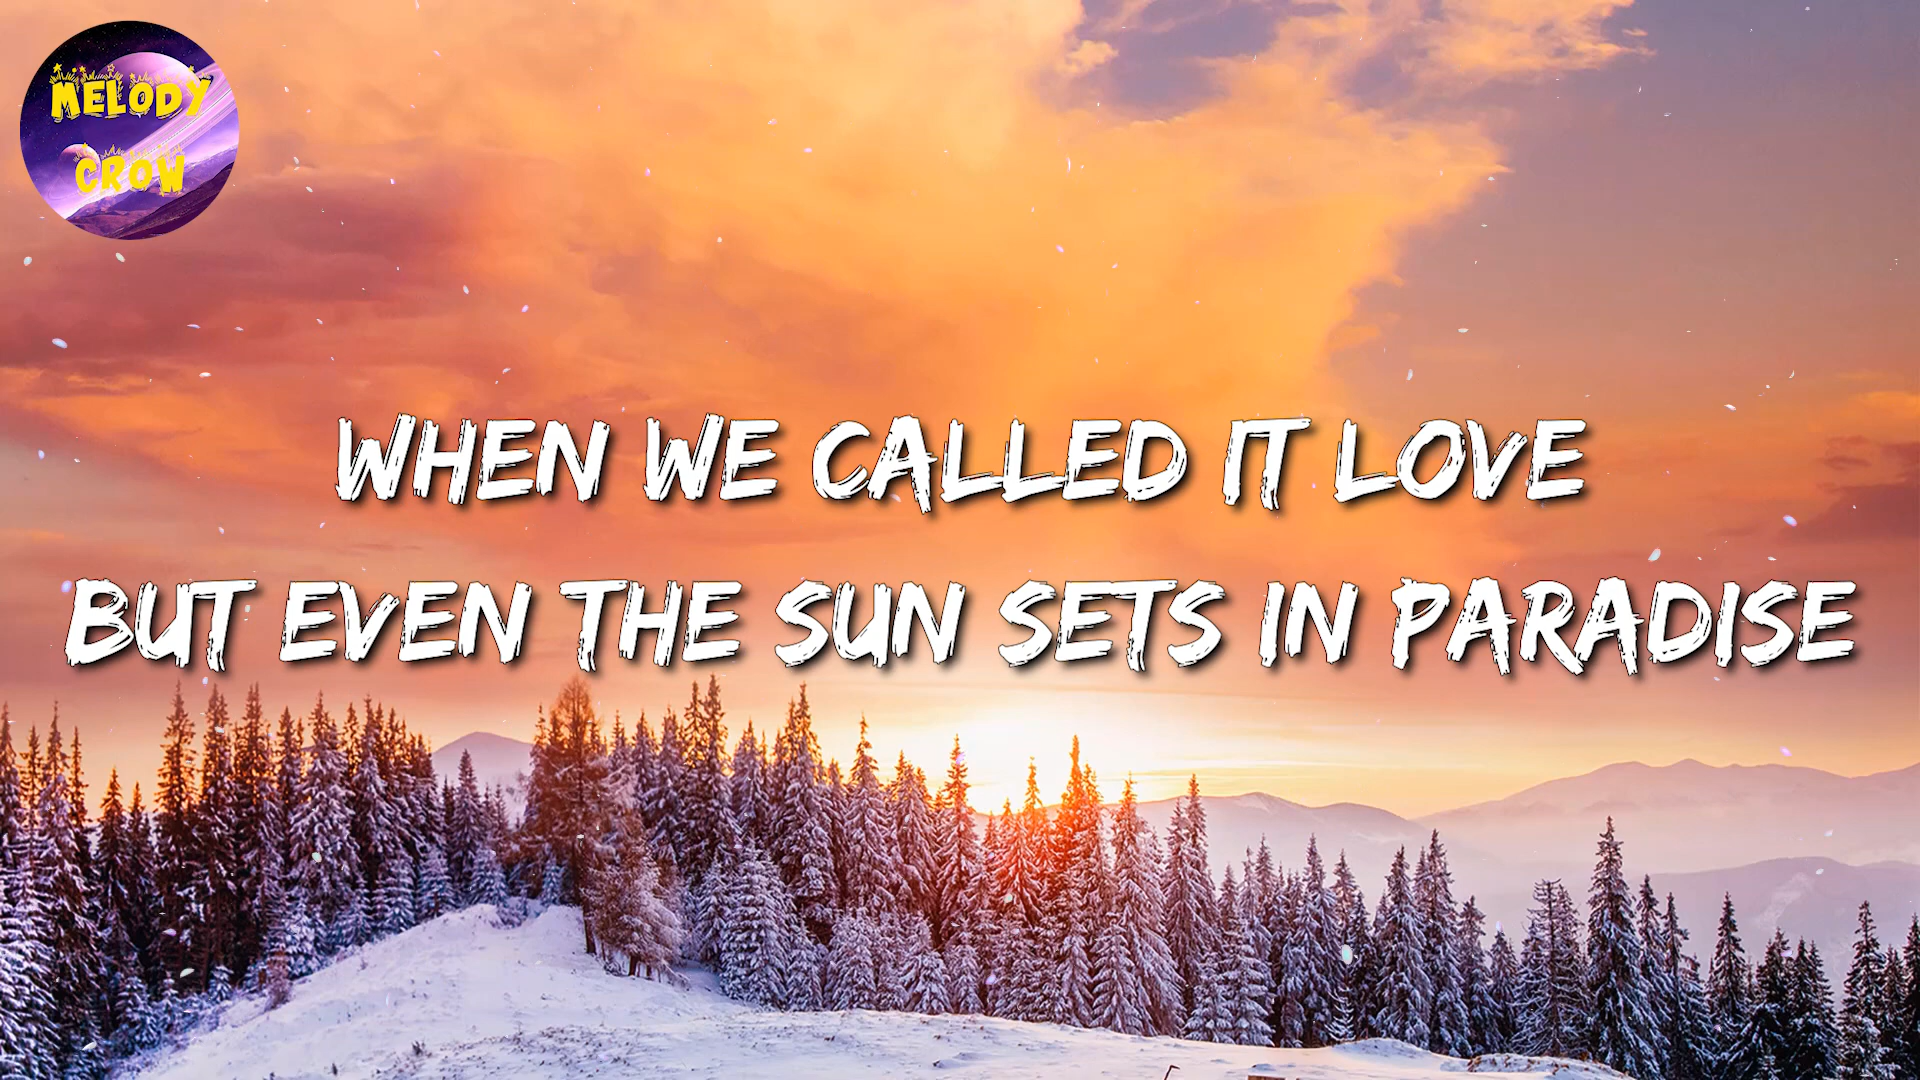 MELODY
CROW
WHEN WE CALLED IT LOVE
BUT EVEN THE SUN SETS IN PARADISE